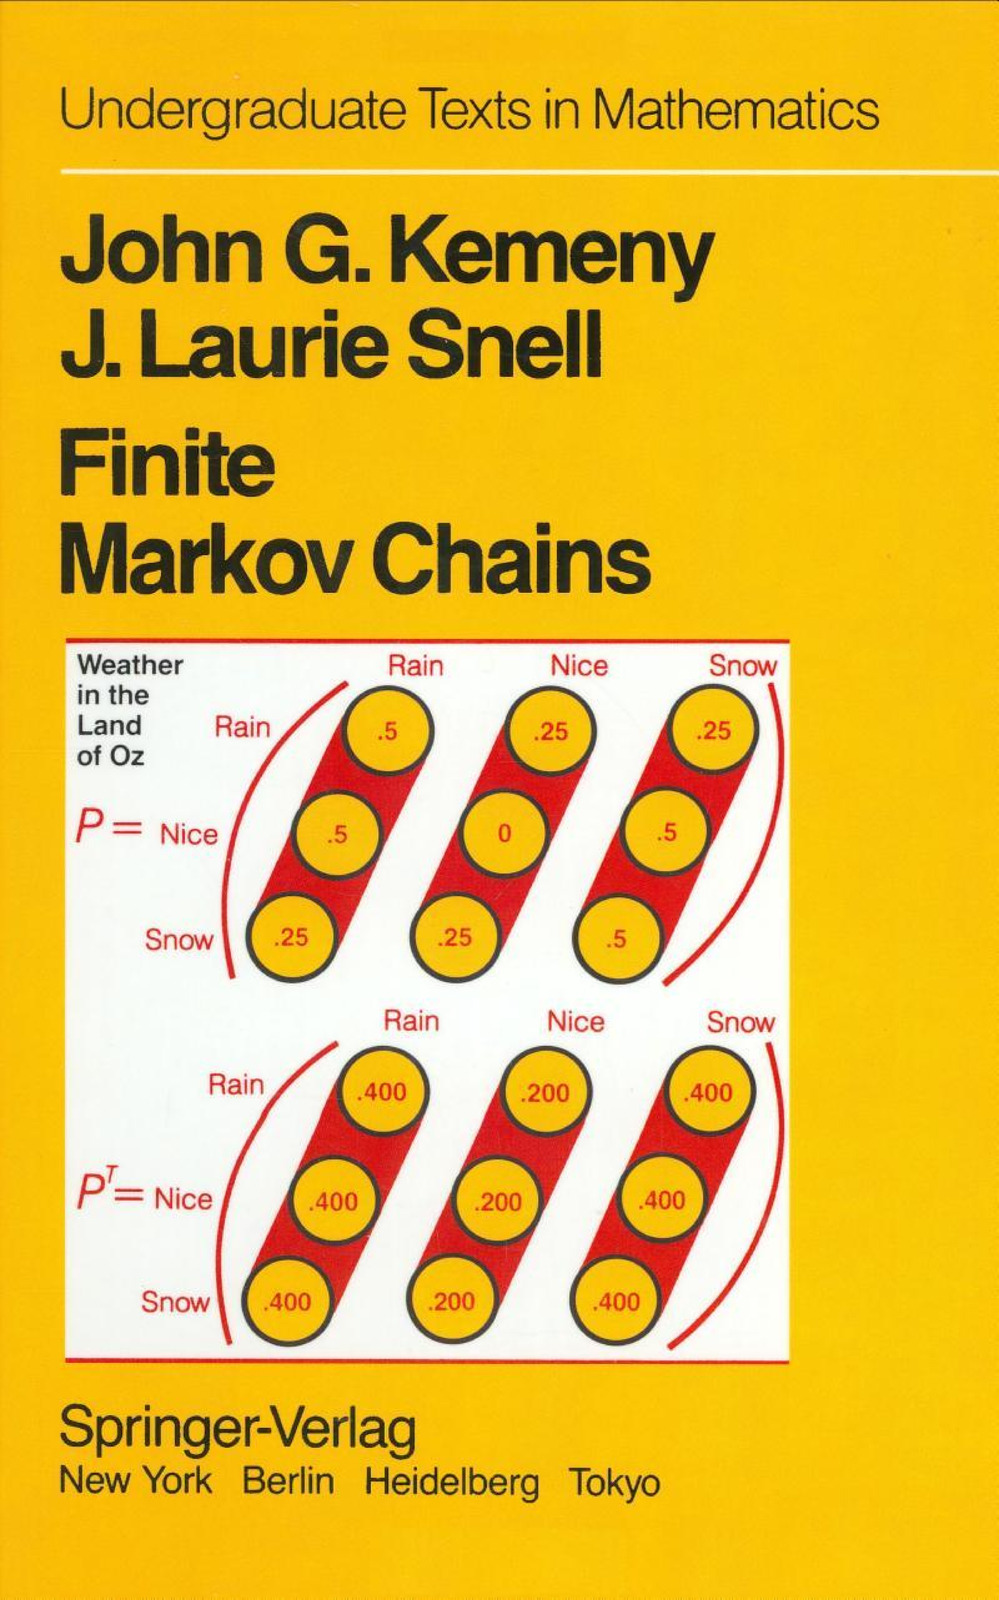 Undergraduate Texts in Mathematics
John G. Kemeny
J. Laurie Snell
Finite
Markov Chains
Weather
in the
Land
of Oz
Rain Nice Snow
Rain .5 .25 .25
P = Nice .5 0 .5
Snow .25 .25 .5
Rain Nice Snow
Rain .400 .200 .400
Pᵀ= Nice .400 .200 .400
Snow .400 .200 .400
Springer-Verlag
New York Berlin Heidelberg Tokyo